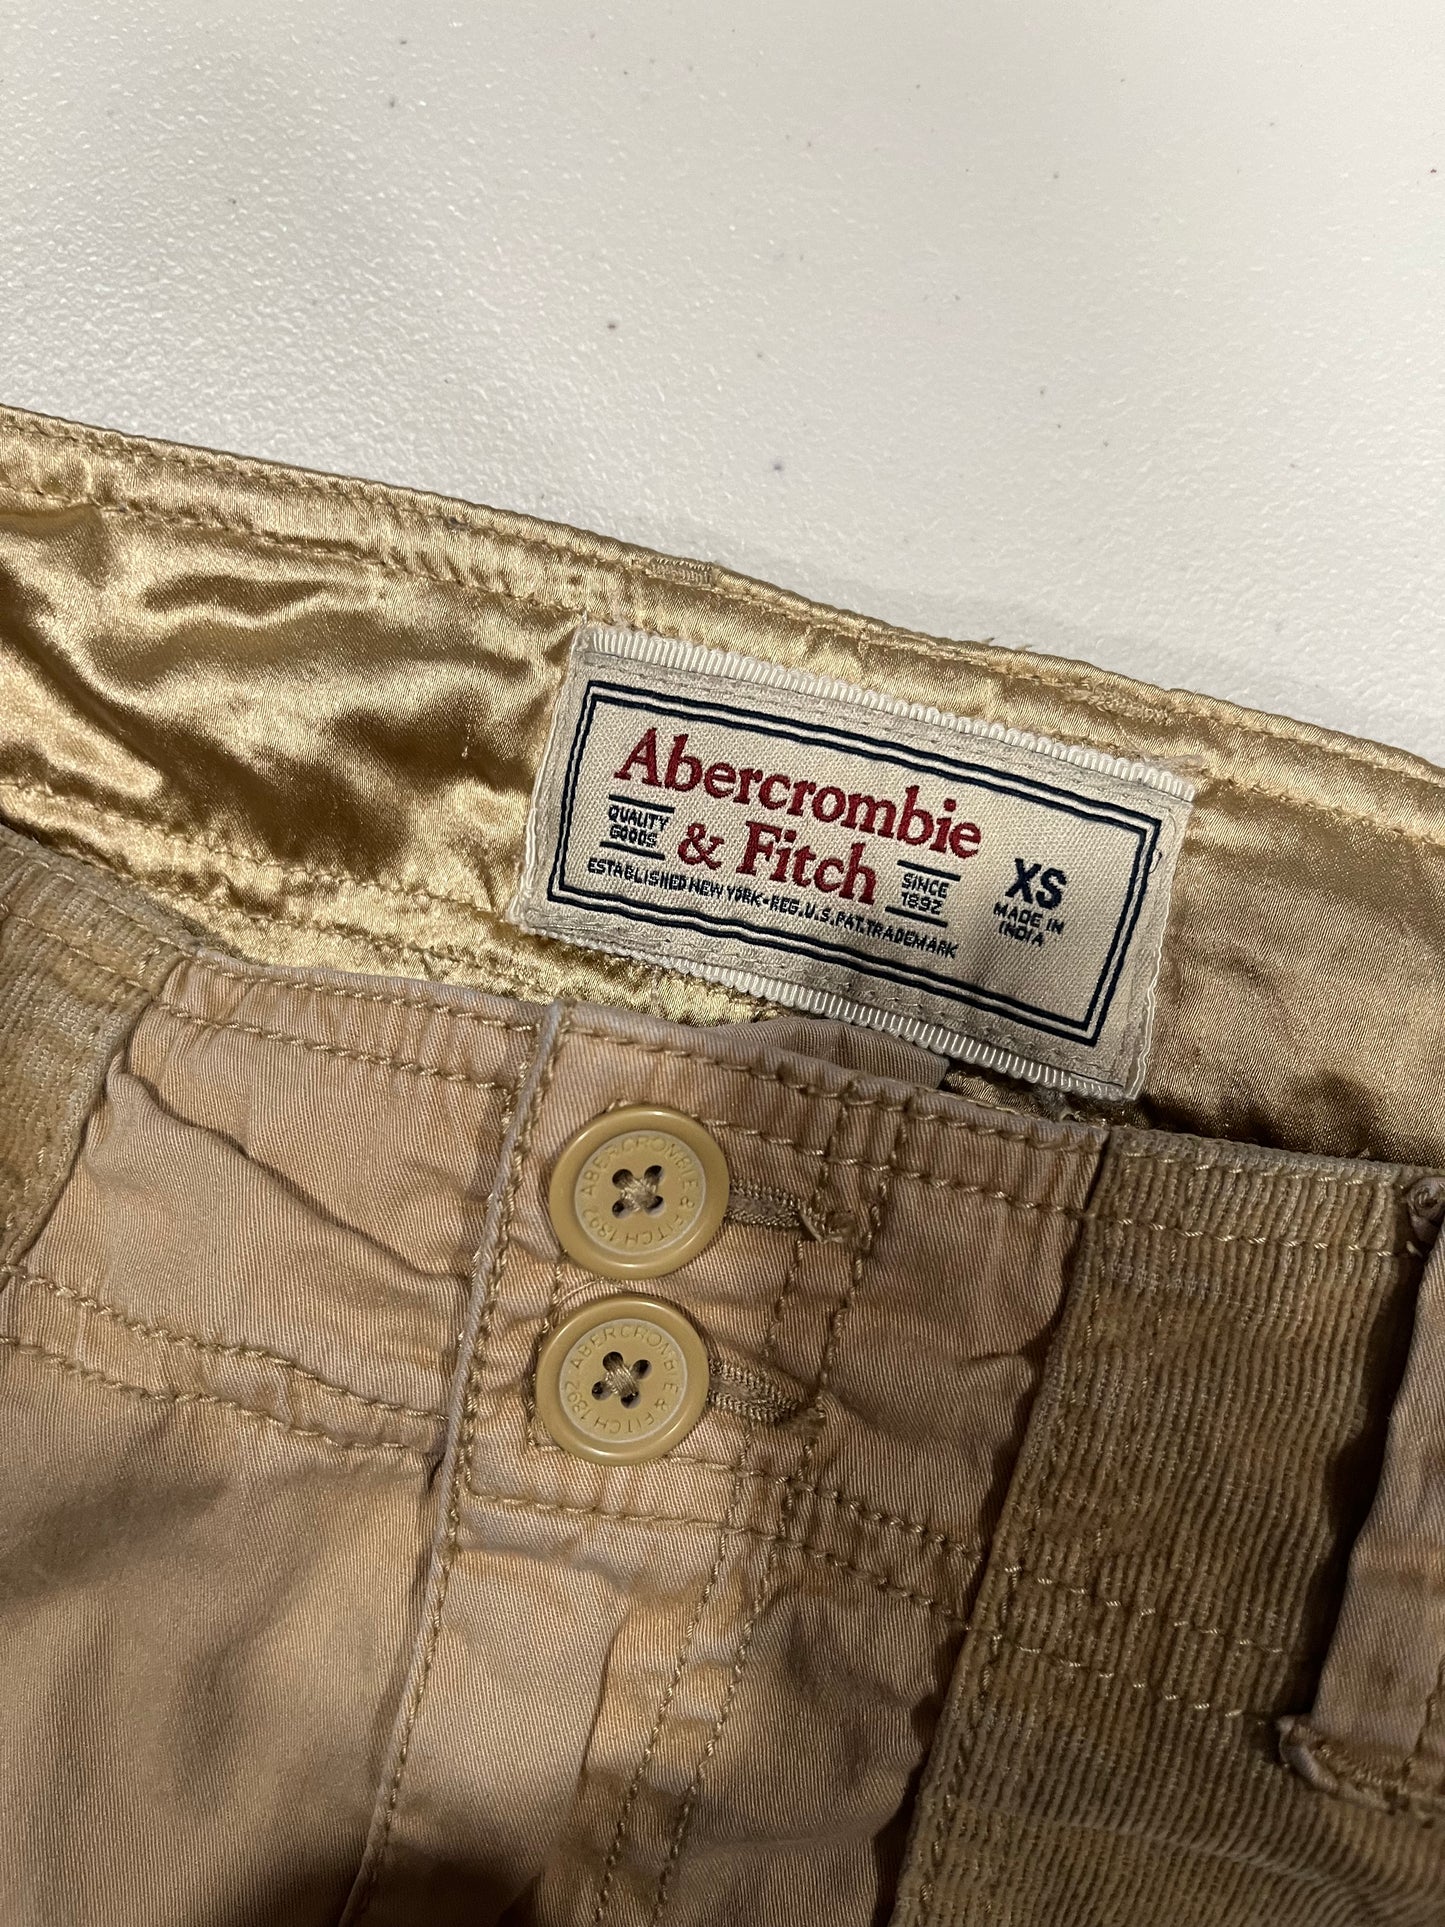 Abercrombie
QUALITY
GOODS
& Fitch
SINCE
1892
ESTABLISHED NEW YORK-REG.U.S.PAT.TRADEMARK
XS
MADE IN
INDIA
ABERCROMBIE & FITCH 1892
ABERCROMBIE & FITCH 1892